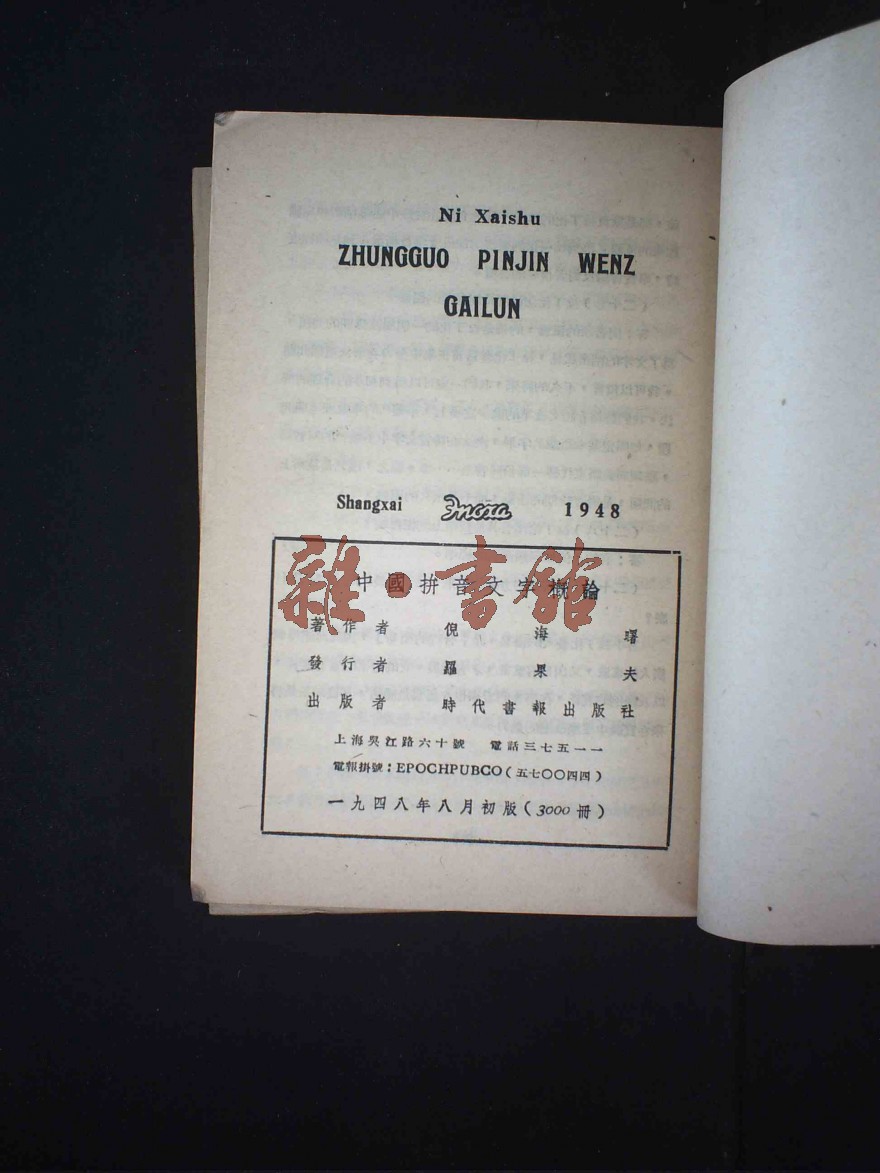 Ni Xaishu
ZHUNGGUO PINJIN WENZ
GAILUN
Shangxai Эпоха 1948
中國拼音文字概論
著作者 倪海曙
發行者 羅果夫
出版者 時代書報出版社
上海吳江路六十號 電話三七五一一
電報掛號：EPOCHPUBCO（五七〇〇四四）
一九四八年八月初版（3000冊）
雜·書館